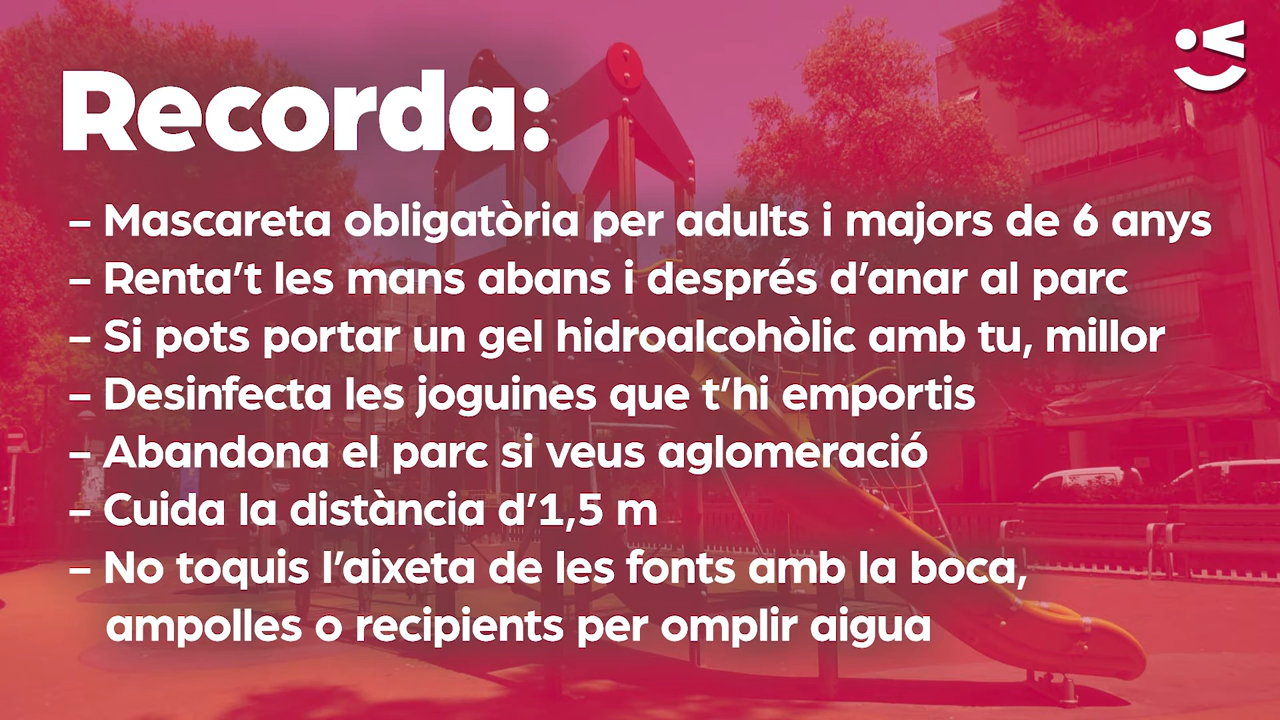 Recorda:
– Mascareta obligatòria per adults i majors de 6 anys
– Renta’t les mans abans i després d’anar al parc
– Si pots portar un gel hidroalcohòlic amb tu, millor
– Desinfecta les joguines que t’hi emportis
– Abandona el parc si veus aglomeració
– Cuida la distància d’1,5 m
– No toquis l’aixeta de les fonts amb la boca,
ampolles o recipients per omplir aigua